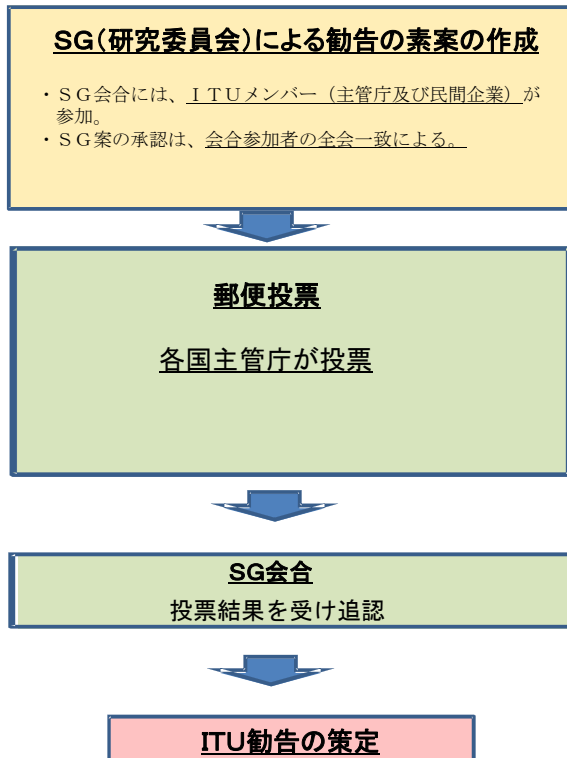 SG（研究委員会）による勧告の素案の作成
・ＳＧ会合には、ＩＴＵメンバー（主管庁及び民間企業）が
参加。
・ＳＧ案の承認は、会合参加者の全会一致による。
郵便投票
各国主管庁が投票
SG会合
投票結果を受け追認
ITU勧告の策定